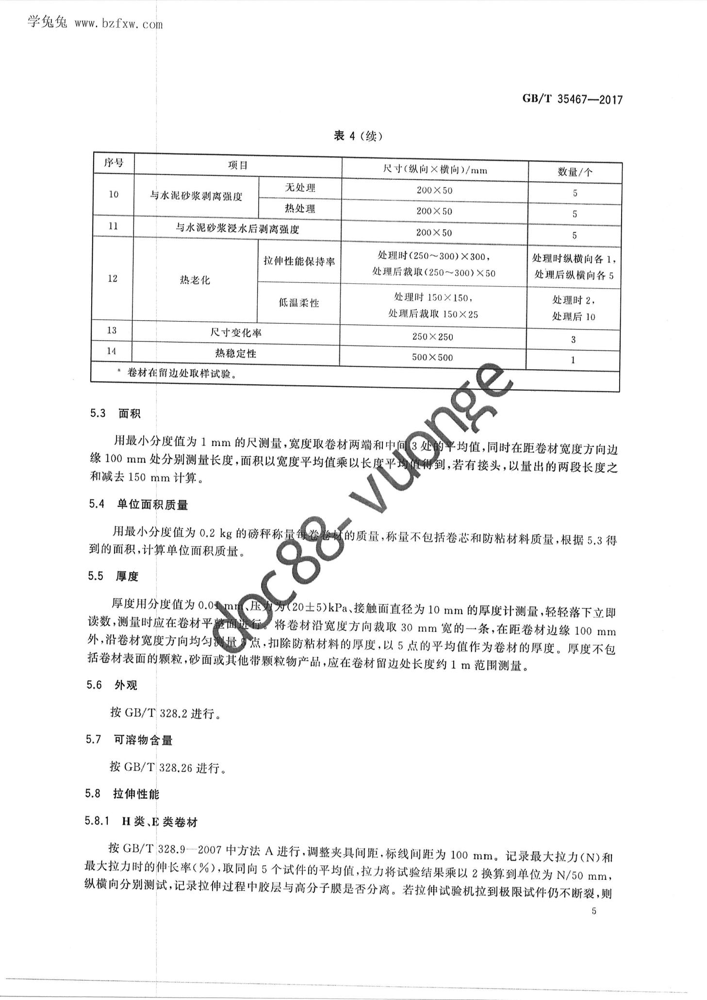 学兔兔 www.bzfxw.com
GB/T 35467—2017
表 4 (续)
序号 项目 尺寸(纵向×横向)/mm 数量/个
10 与水泥砂浆剥离强度 无处理 200×50 5
热处理 200×50 5
11 与水泥砂浆浸水后剥离强度 200×50 5
12 热老化 拉伸性能保持率 处理时(250～300)×300, 处理时纵横向各 1,
处理后裁取(250～300)×50 处理后纵横向各 5
低温柔性 处理时 150×150, 处理时 2,
处理后裁取 150×25 处理后 10
13 尺寸变化率 250×250 3
14 热稳定性 500×500 1
ª 卷材在留边处取样试验。
5.3 面积
用最小分度值为 1 mm 的尺测量,宽度取卷材两端和中间 3 处的平均值,同时在距卷材宽度方向边
缘 100 mm 处分别测量长度,面积以宽度平均值乘以长度平均值得到,若有接头,以量出的两段长度之
和减去 150 mm 计算。
5.4 单位面积质量
用最小分度值为 0.2 kg 的磅秤称量每卷卷材的质量,称量不包括卷芯和防粘材料质量,根据 5.3 得
到的面积,计算单位面积质量。
5.5 厚度
厚度用分度值为 0.01 mm、压力为(20±5)kPa、接触面直径为 10 mm 的厚度计测量,轻轻落下立即
读数,测量时应在卷材平整面进行。将卷材沿宽度方向裁取 30 mm 宽的一条,在距卷材边缘 100 mm
外,沿卷材宽度方向均匀测量 5 点,扣除防粘材料的厚度,以 5 点的平均值作为卷材的厚度。厚度不包
括卷材表面的颗粒,砂面或其他带颗粒物产品,应在卷材留边处长度约 1 m 范围测量。
5.6 外观
按 GB/T 328.2 进行。
5.7 可溶物含量
按 GB/T 328.26 进行。
5.8 拉伸性能
5.8.1 H 类、E 类卷材
按 GB/T 328.9—2007 中方法 A 进行,调整夹具间距,标线间距为 100 mm。记录最大拉力(N)和
最大拉力时的伸长率(%),取同向 5 个试件的平均值,拉力将试验结果乘以 2 换算到单位为 N/50 mm,
纵横向分别测试,记录拉伸过程中胶层与高分子膜是否分离。若拉伸试验机拉到极限试件仍不断裂,则
5
doc88- vuonge